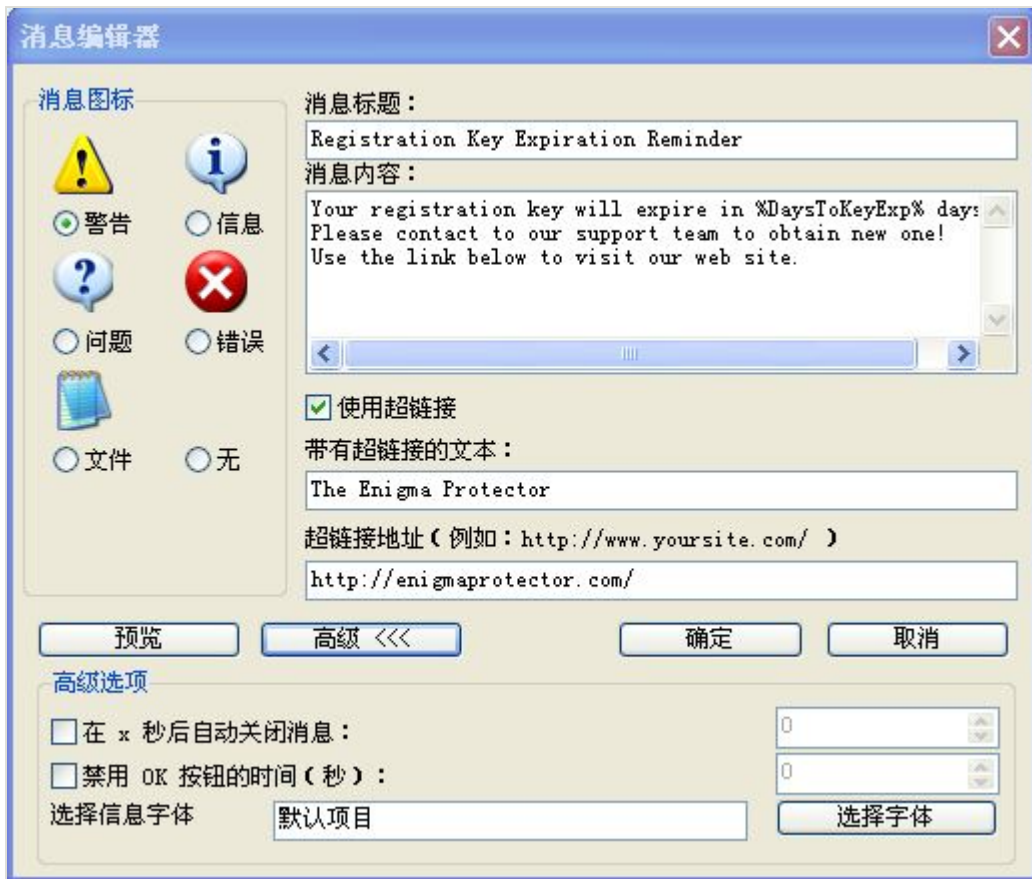 消息编辑器
消息图标
警告
信息
问题
错误
文件
无
消息标题：
Registration Key Expiration Reminder
消息内容：
Your registration key will expire in %DaysToKeyExp% days
Please contact to our support team to obtain new one!
Use the link below to visit our web site.
使用超链接
带有超链接的文本：
The Enigma Protector
超链接地址（例如：http://www.yoursite.com/ ）
http://enigmaprotector.com/
预览
高级 <<<
确定
取消
高级选项
在 x 秒后自动关闭消息：
0
禁用 OK 按钮的时间（秒）：
0
选择信息字体
默认项目
选择字体